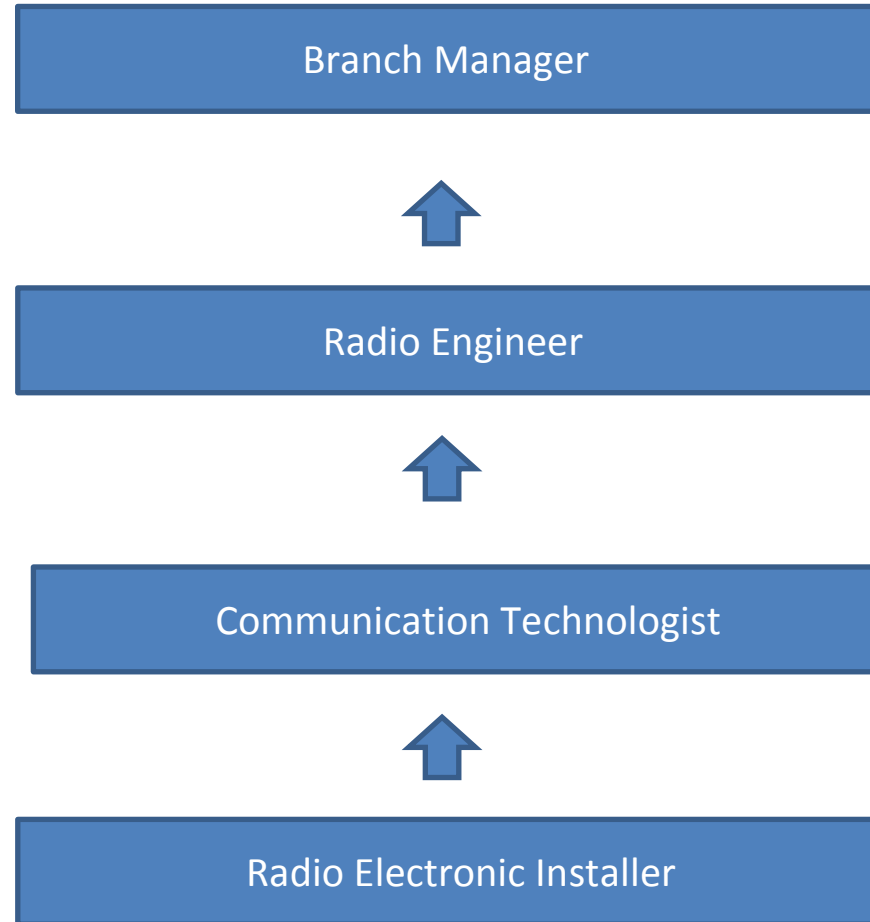 Branch Manager
Radio Engineer
Communication Technologist
Radio Electronic Installer